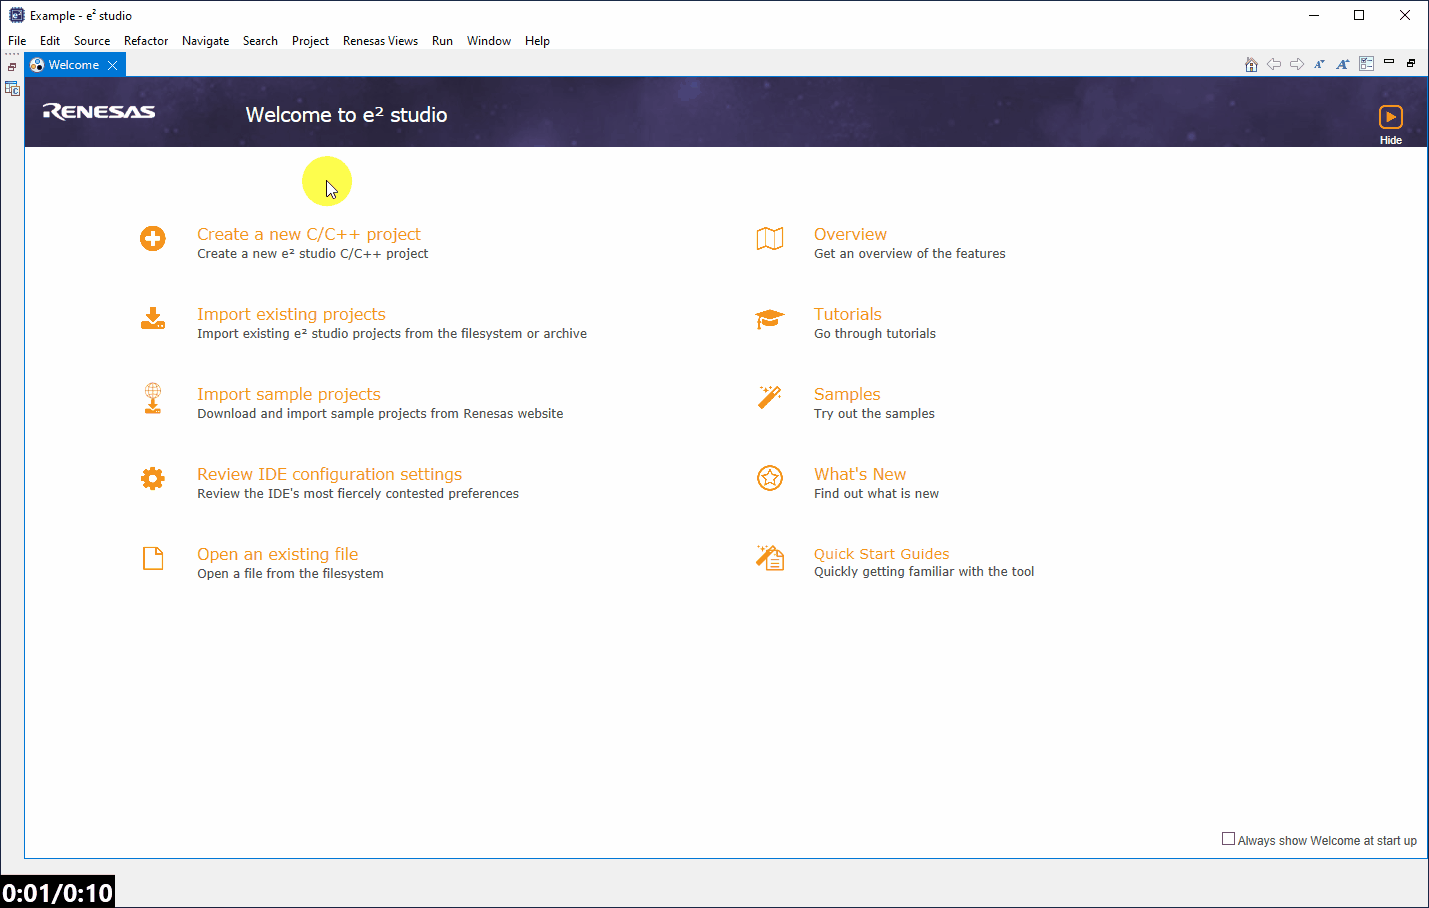 Example - e² studio
File Edit Source Refactor Navigate Search Project Renesas Views Run Window Help
Welcome
RENESAS
Welcome to e² studio
Hide
Create a new C/C++ project
Create a new e² studio C/C++ project
Import existing projects
Import existing e² studio projects from the filesystem or archive
Import sample projects
Download and import sample projects from Renesas website
Review IDE configuration settings
Review the IDE's most fiercely contested preferences
Open an existing file
Open a file from the filesystem
Overview
Get an overview of the features
Tutorials
Go through tutorials
Samples
Try out the samples
What's New
Find out what is new
Quick Start Guides
Quickly getting familiar with the tool
Always show Welcome at start up
0:01/0:10